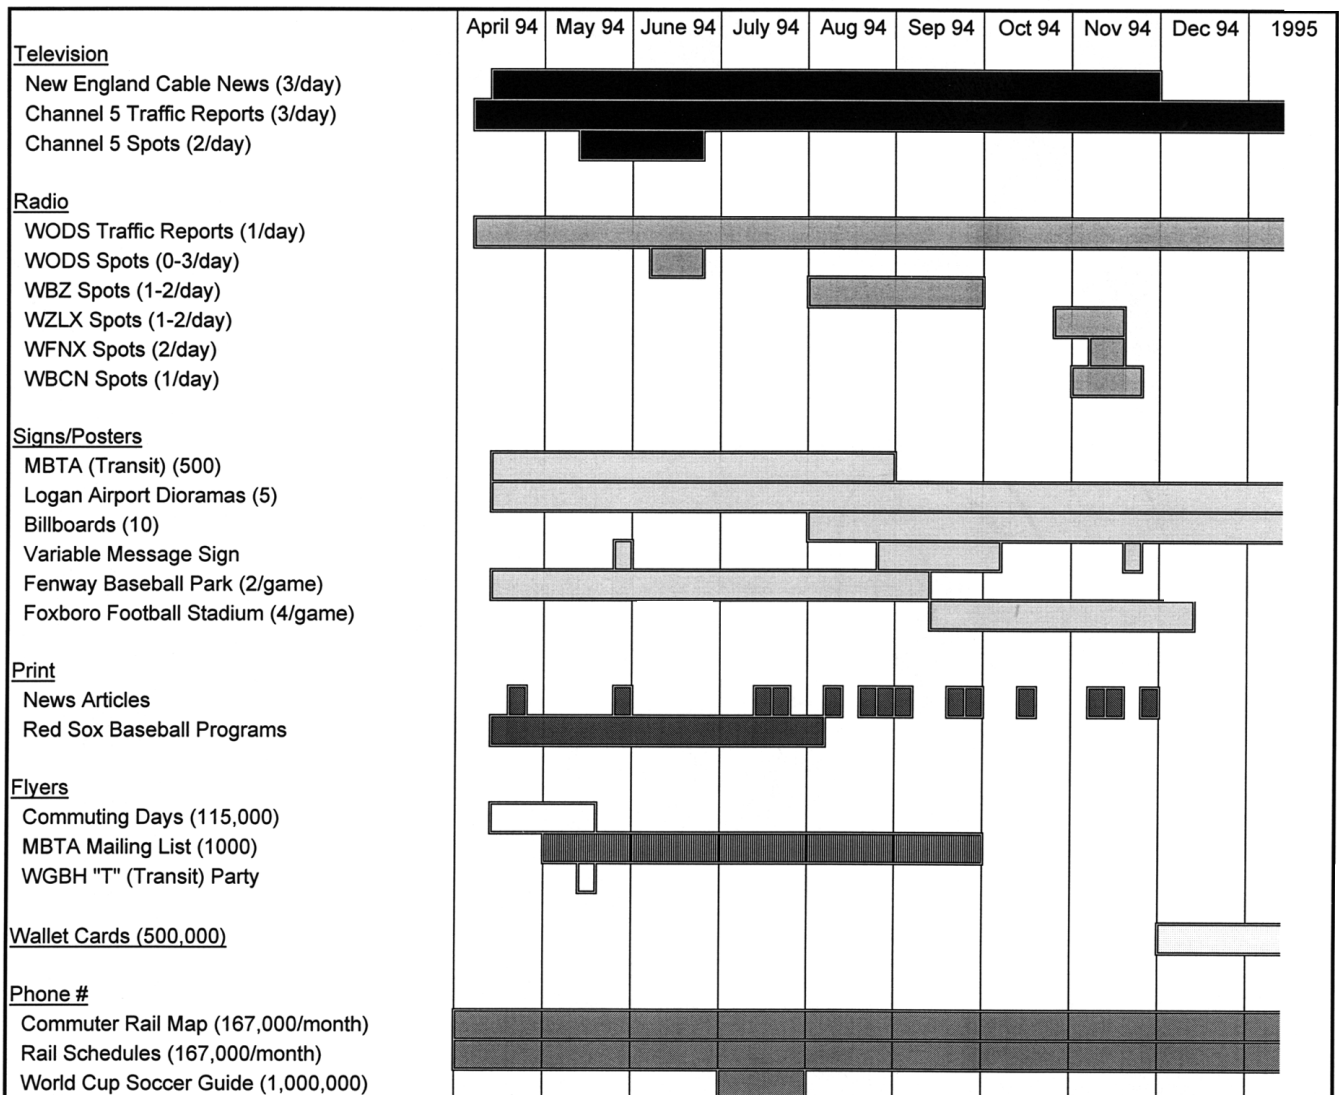 April 94 May 94 June 94 July 94 Aug 94 Sep 94 Oct 94 Nov 94 Dec 94 1995
Television
New England Cable News (3/day)
Channel 5 Traffic Reports (3/day)
Channel 5 Spots (2/day)
Radio
WODS Traffic Reports (1/day)
WODS Spots (0-3/day)
WBZ Spots (1-2/day)
WZLX Spots (1-2/day)
WFNX Spots (2/day)
WBCN Spots (1/day)
Signs/Posters
MBTA (Transit) (500)
Logan Airport Dioramas (5)
Billboards (10)
Variable Message Sign
Fenway Baseball Park (2/game)
Foxboro Football Stadium (4/game)
Print
News Articles
Red Sox Baseball Programs
Flyers
Commuting Days (115,000)
MBTA Mailing List (1000)
WGBH "T" (Transit) Party
Wallet Cards (500,000)
Phone #
Commuter Rail Map (167,000/month)
Rail Schedules (167,000/month)
World Cup Soccer Guide (1,000,000)